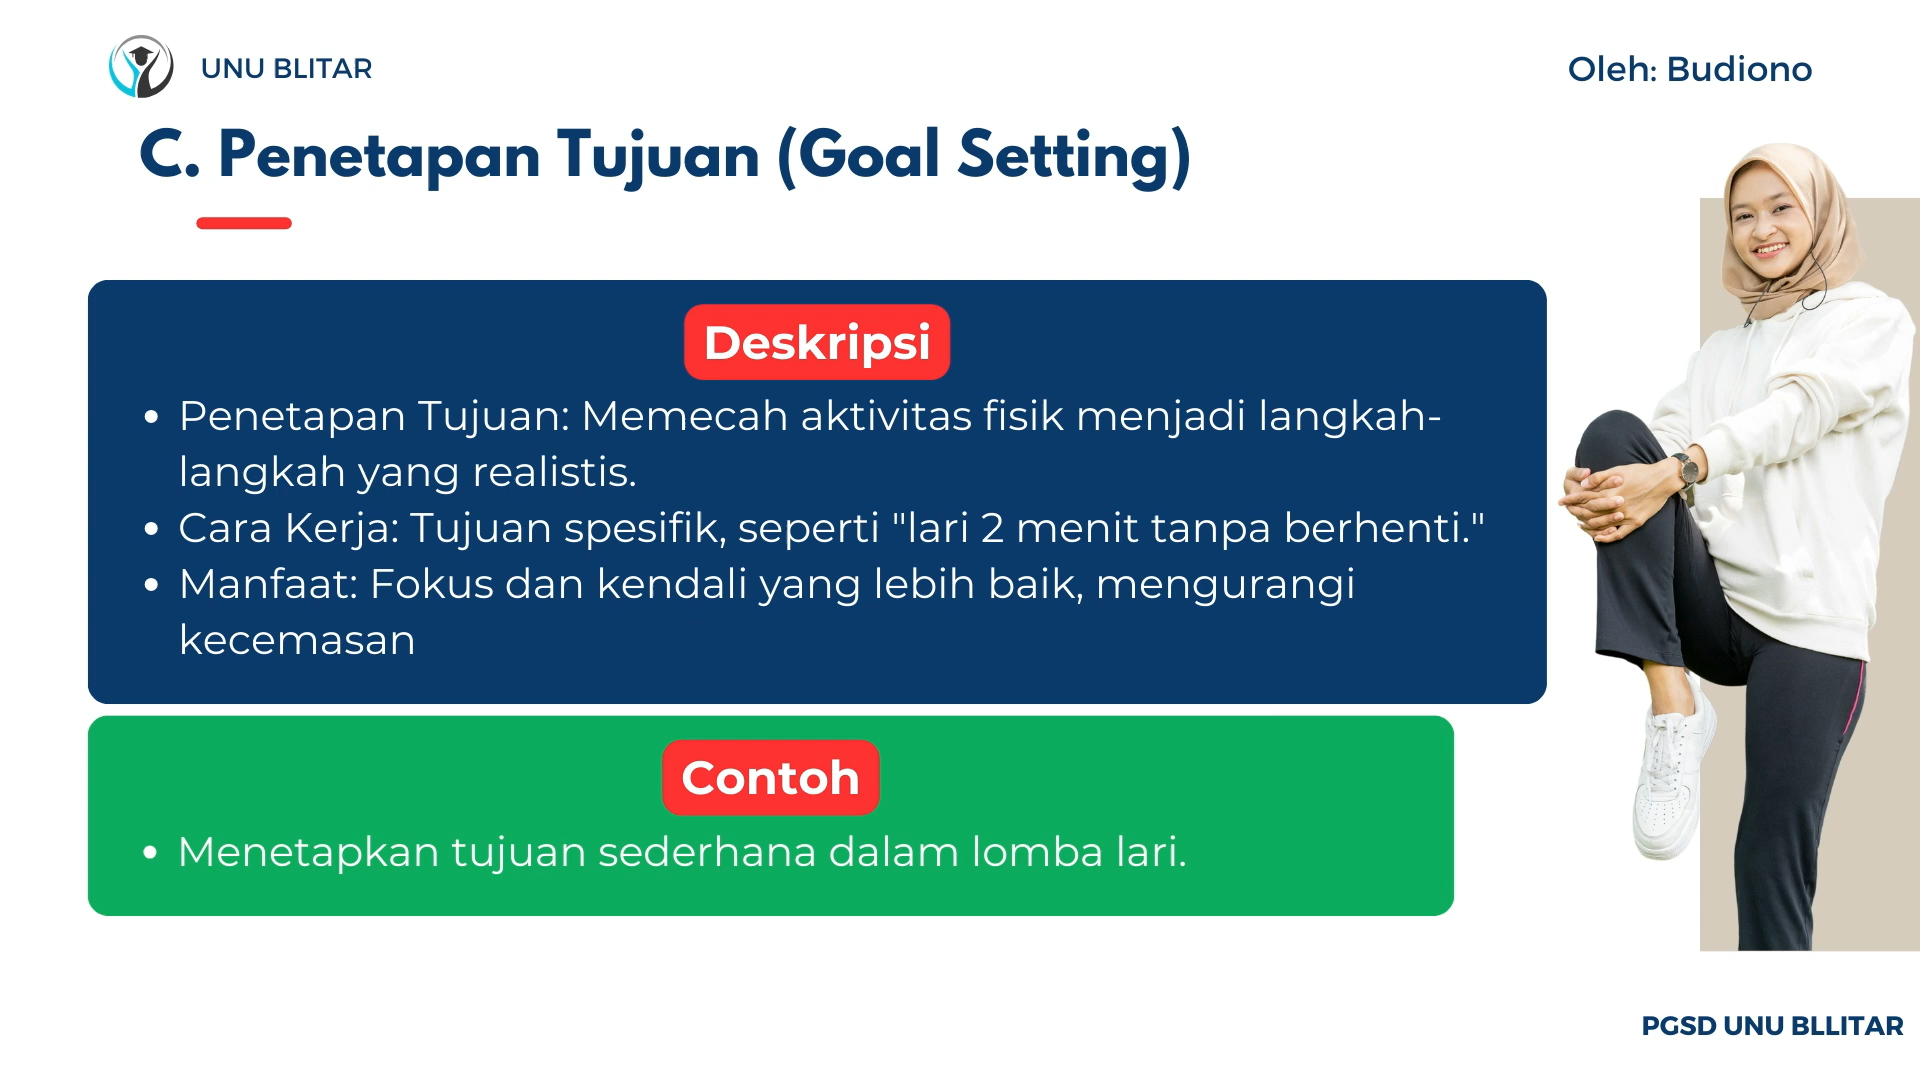 UNU BLITAR
Oleh: Budiono
C. Penetapan Tujuan (Goal Setting)
Deskripsi
• Penetapan Tujuan: Memecah aktivitas fisik menjadi langkah-
langkah yang realistis.
• Cara Kerja: Tujuan spesifik, seperti "lari 2 menit tanpa berhenti."
• Manfaat: Fokus dan kendali yang lebih baik, mengurangi
kecemasan
Contoh
• Menetapkan tujuan sederhana dalam lomba lari.
PGSD UNU BLLITAR